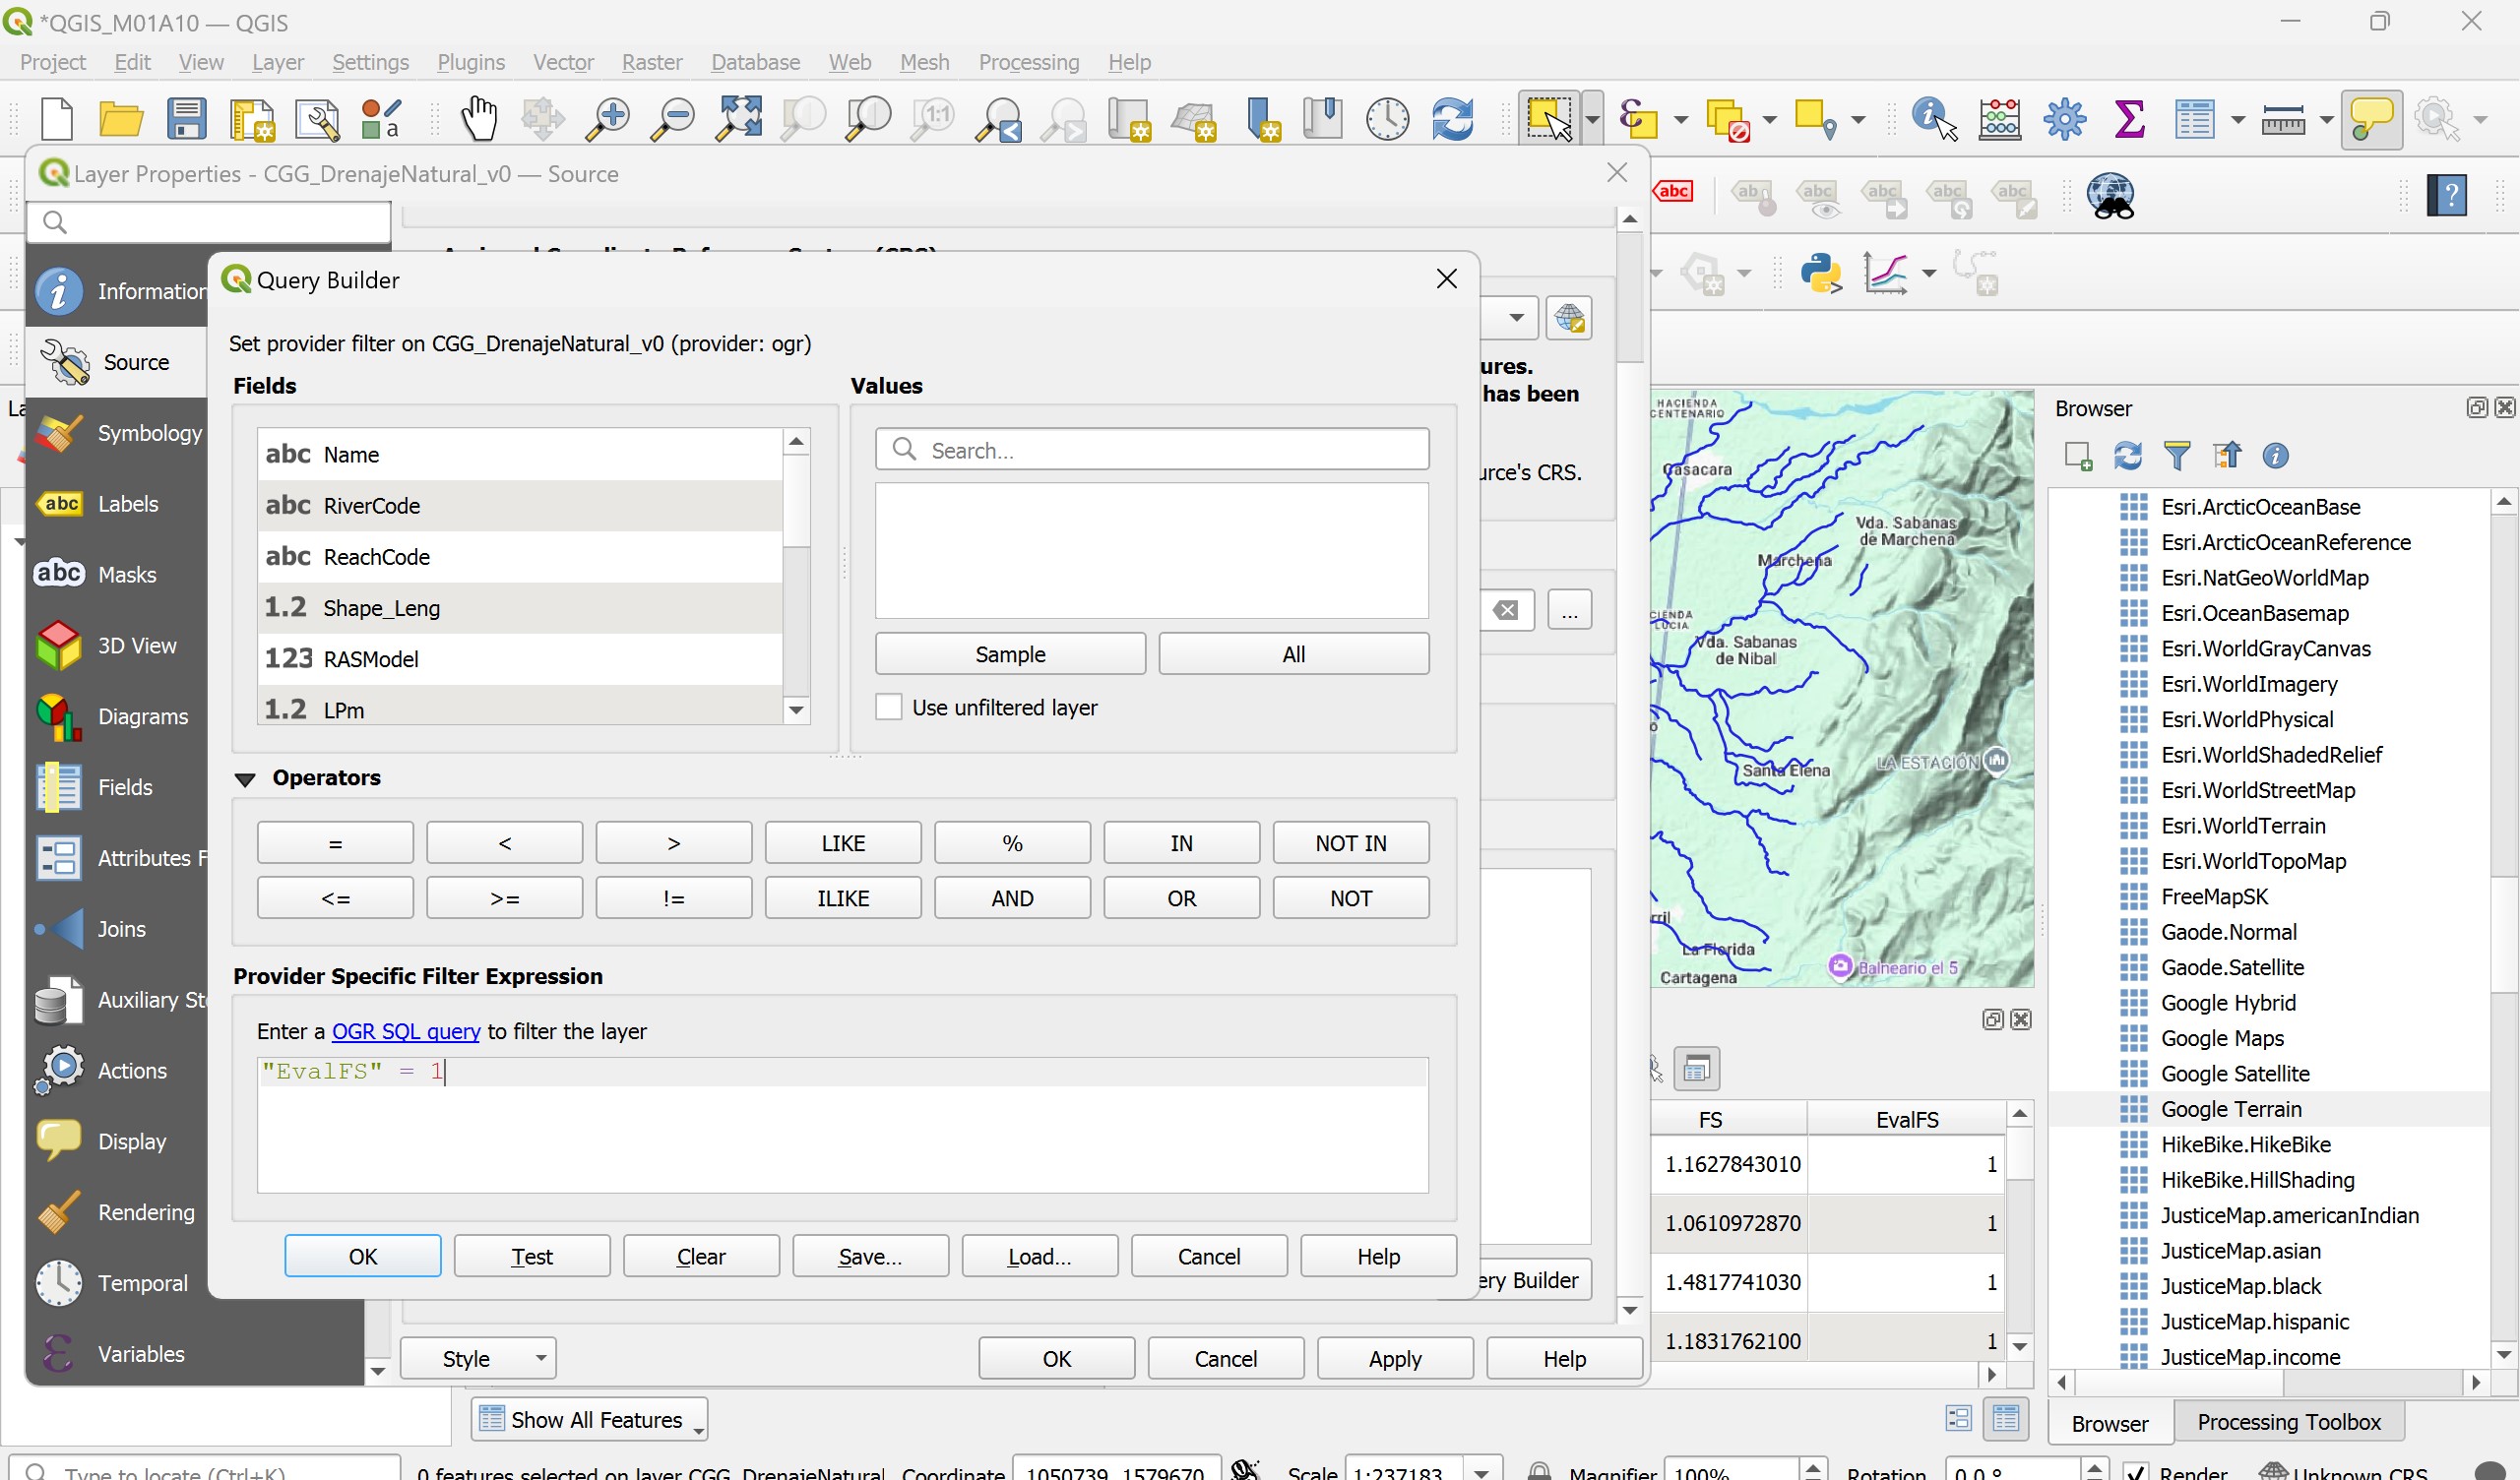 *QGIS_M01A10 — QGIS
Project Edit View Layer Settings Plugins Vector Raster Database Web Mesh Processing Help
Layer Properties - CGG_DrenajeNatural_v0 — Source
Information
Source
Symbology
Labels
Masks
3D View
Diagrams
Fields
Attributes F
Joins
Auxiliary St
Actions
Display
Rendering
Temporal
Variables
Query Builder
Set provider filter on CGG_DrenajeNatural_v0 (provider: ogr)
Fields
Values
abc Name
abc RiverCode
abc ReachCode
1.2 Shape_Leng
123 RASModel
1.2 LPm
Search...
Sample All
Use unfiltered layer
Operators
= < > LIKE % IN NOT IN
<= >= != ILIKE AND OR NOT
Provider Specific Filter Expression
Enter a OGR SQL query to filter the layer
"EvalFS" = 1
OK Test Clear Save... Load... Cancel Help
ures.
has been
urce's CRS.
...
ery Builder
Style OK Cancel Apply Help
HACIENDA
CENTENARIO
Casacara
Vda. Sabanas
de Marchena
Marchena
CIENDA
LUCIA
Vda. Sabanas
de Nibal
Santa Elena
LA ESTACIÓN
rril
La Florida
Cartagena
Balneario el 5
FS EvalFS
1.1627843010 1
1.0610972870 1
1.4817741030 1
1.1831762100 1
Browser
Esri.ArcticOceanBase
Esri.ArcticOceanReference
Esri.NatGeoWorldMap
Esri.OceanBasemap
Esri.WorldGrayCanvas
Esri.WorldImagery
Esri.WorldPhysical
Esri.WorldShadedRelief
Esri.WorldStreetMap
Esri.WorldTerrain
Esri.WorldTopoMap
FreeMapSK
Gaode.Normal
Gaode.Satellite
Google Hybrid
Google Maps
Google Satellite
Google Terrain
HikeBike.HikeBike
HikeBike.HillShading
JusticeMap.americanIndian
JusticeMap.asian
JusticeMap.black
JusticeMap.hispanic
JusticeMap.income
Show All Features
Browser Processing Toolbox
Type to locate (Ctrl+K) 0 features selected on layer CGG_DrenajeNatural Coordinate 1050739 1579670 Scale 1:237183 Magnifier 100% Rotation 0.0 ° Render Unknown CRS